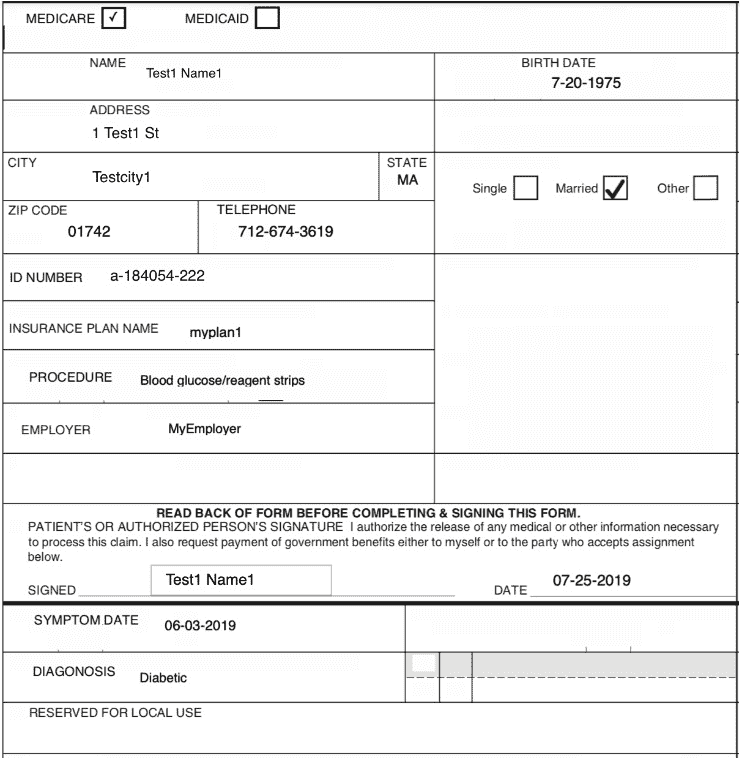 MEDICARE ✓ MEDICAID
NAME
Test1 Name1
BIRTH DATE
7-20-1975
ADDRESS
1 Test1 St
CITY
Testcity1
STATE
MA
Single Married ✓ Other
ZIP CODE
01742
TELEPHONE
712-674-3619
ID NUMBER a-184054-222
INSURANCE PLAN NAME myplan1
PROCEDURE Blood glucose/reagent strips
EMPLOYER MyEmployer
READ BACK OF FORM BEFORE COMPLETING & SIGNING THIS FORM.
PATIENT'S OR AUTHORIZED PERSON'S SIGNATURE I authorize the release of any medical or other information necessary
to process this claim. I also request payment of government benefits either to myself or to the party who accepts assignment
below.
SIGNED Test1 Name1 DATE 07-25-2019
SYMPTOM DATE 06-03-2019
DIAGONOSIS Diabetic
RESERVED FOR LOCAL USE